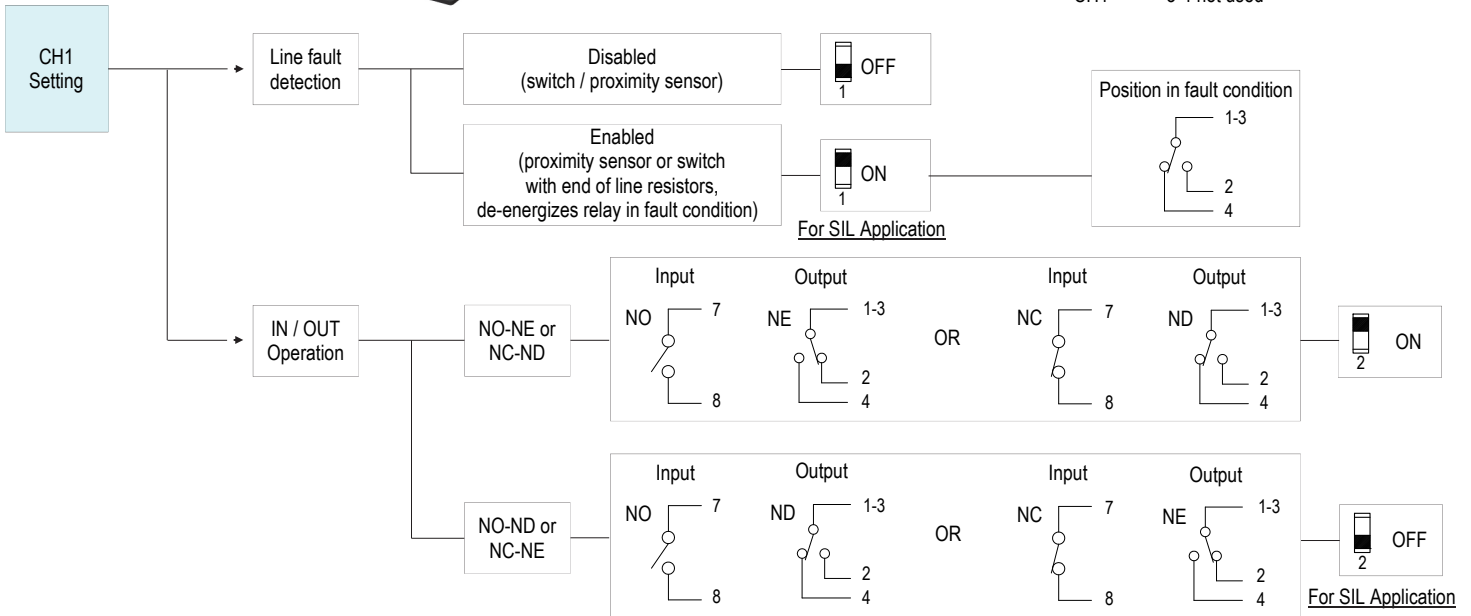 CH1
Setting
Line fault
detection
Disabled
(switch / proximity sensor)
OFF
1
Enabled
(proximity sensor or switch
with end of line resistors,
de-energizes relay in fault condition)
ON
1
For SIL Application
Position in fault condition
1-3
2
4
IN / OUT
Operation
NO-NE or
NC-ND
Input
Output
NO
7
8
NE
1-3
2
4
OR
Input
Output
NC
7
8
ND
1-3
2
4
ON
2
NO-ND or
NC-NE
Input
Output
NO
7
8
ND
1-3
2
4
OR
Input
Output
NC
7
8
NE
1-3
2
4
OFF
2
For SIL Application